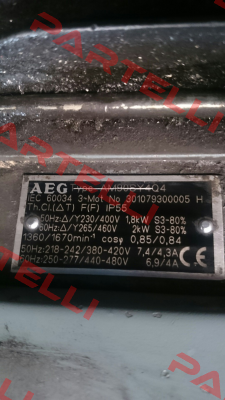 AEG Type AM90SY4Q4
IEC 60034 3-Mot No 301079300005 H
Th.Cl.(ΔT) F(F) IP55
50Hz:Δ/Y230/400V 1,8kW S3-80%
60Hz:Δ/Y265/460V 2kW S3-80%
1360/1670min⁻¹ cosφ 0,85/0,84
50Hz:218-242/380-420V 7,4/4,3A
60Hz:250-277/440-480V 6,9/4A CE
PARTELLI
PARTELLI
PARTELLI